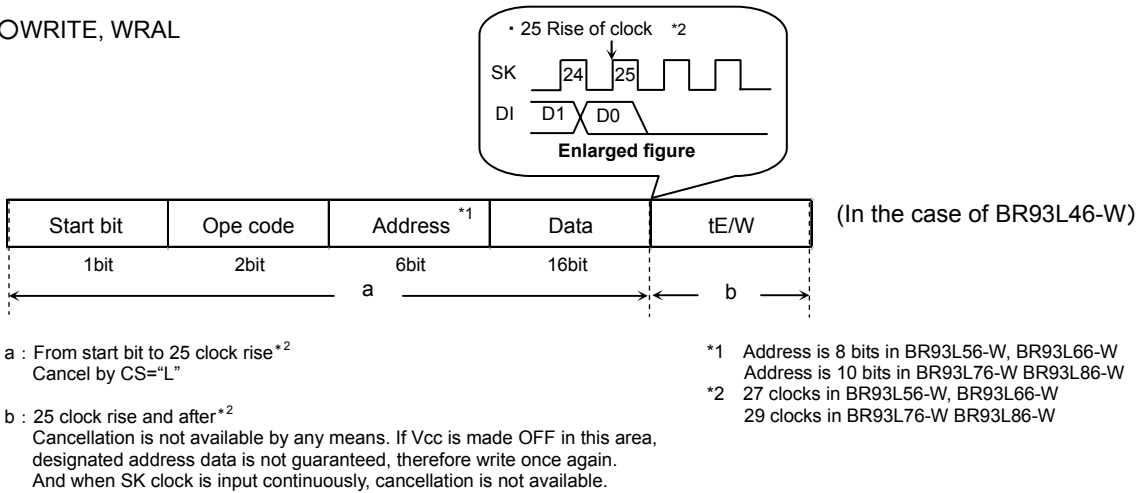 ○WRITE, WRAL
・25 Rise of clock *2
SK 24 25
DI D1 D0
Enlarged figure
Start bit Ope code Address *1 Data tE/W (In the case of BR93L46-W)
1bit 2bit 6bit 16bit
a b
a : From start bit to 25 clock rise*2
Cancel by CS=“L”
b : 25 clock rise and after*2
Cancellation is not available by any means. If Vcc is made OFF in this area,
designated address data is not guaranteed, therefore write once again.
And when SK clock is input continuously, cancellation is not available.
*1 Address is 8 bits in BR93L56-W, BR93L66-W
Address is 10 bits in BR93L76-W BR93L86-W
*2 27 clocks in BR93L56-W, BR93L66-W
29 clocks in BR93L76-W BR93L86-W